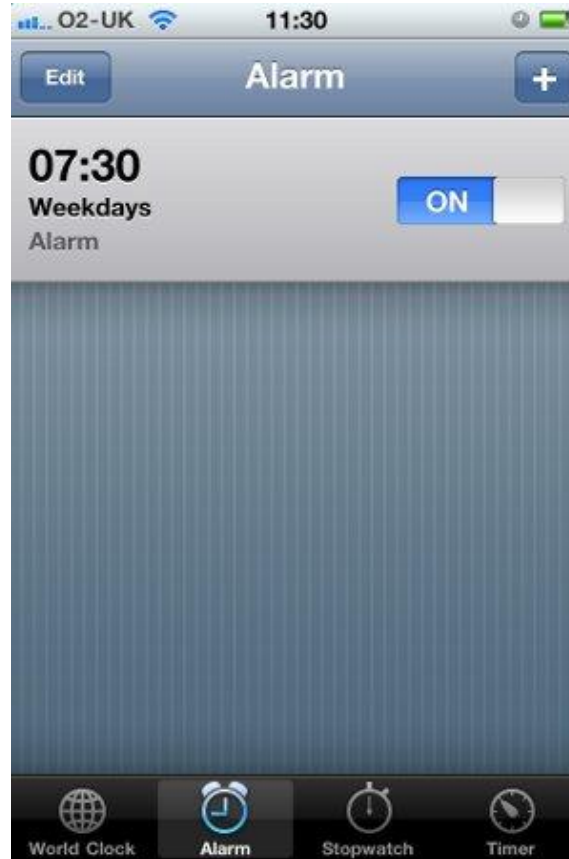 O2-UK 11:30
Edit Alarm +
07:30
Weekdays
Alarm
ON
World Clock Alarm Stopwatch Timer